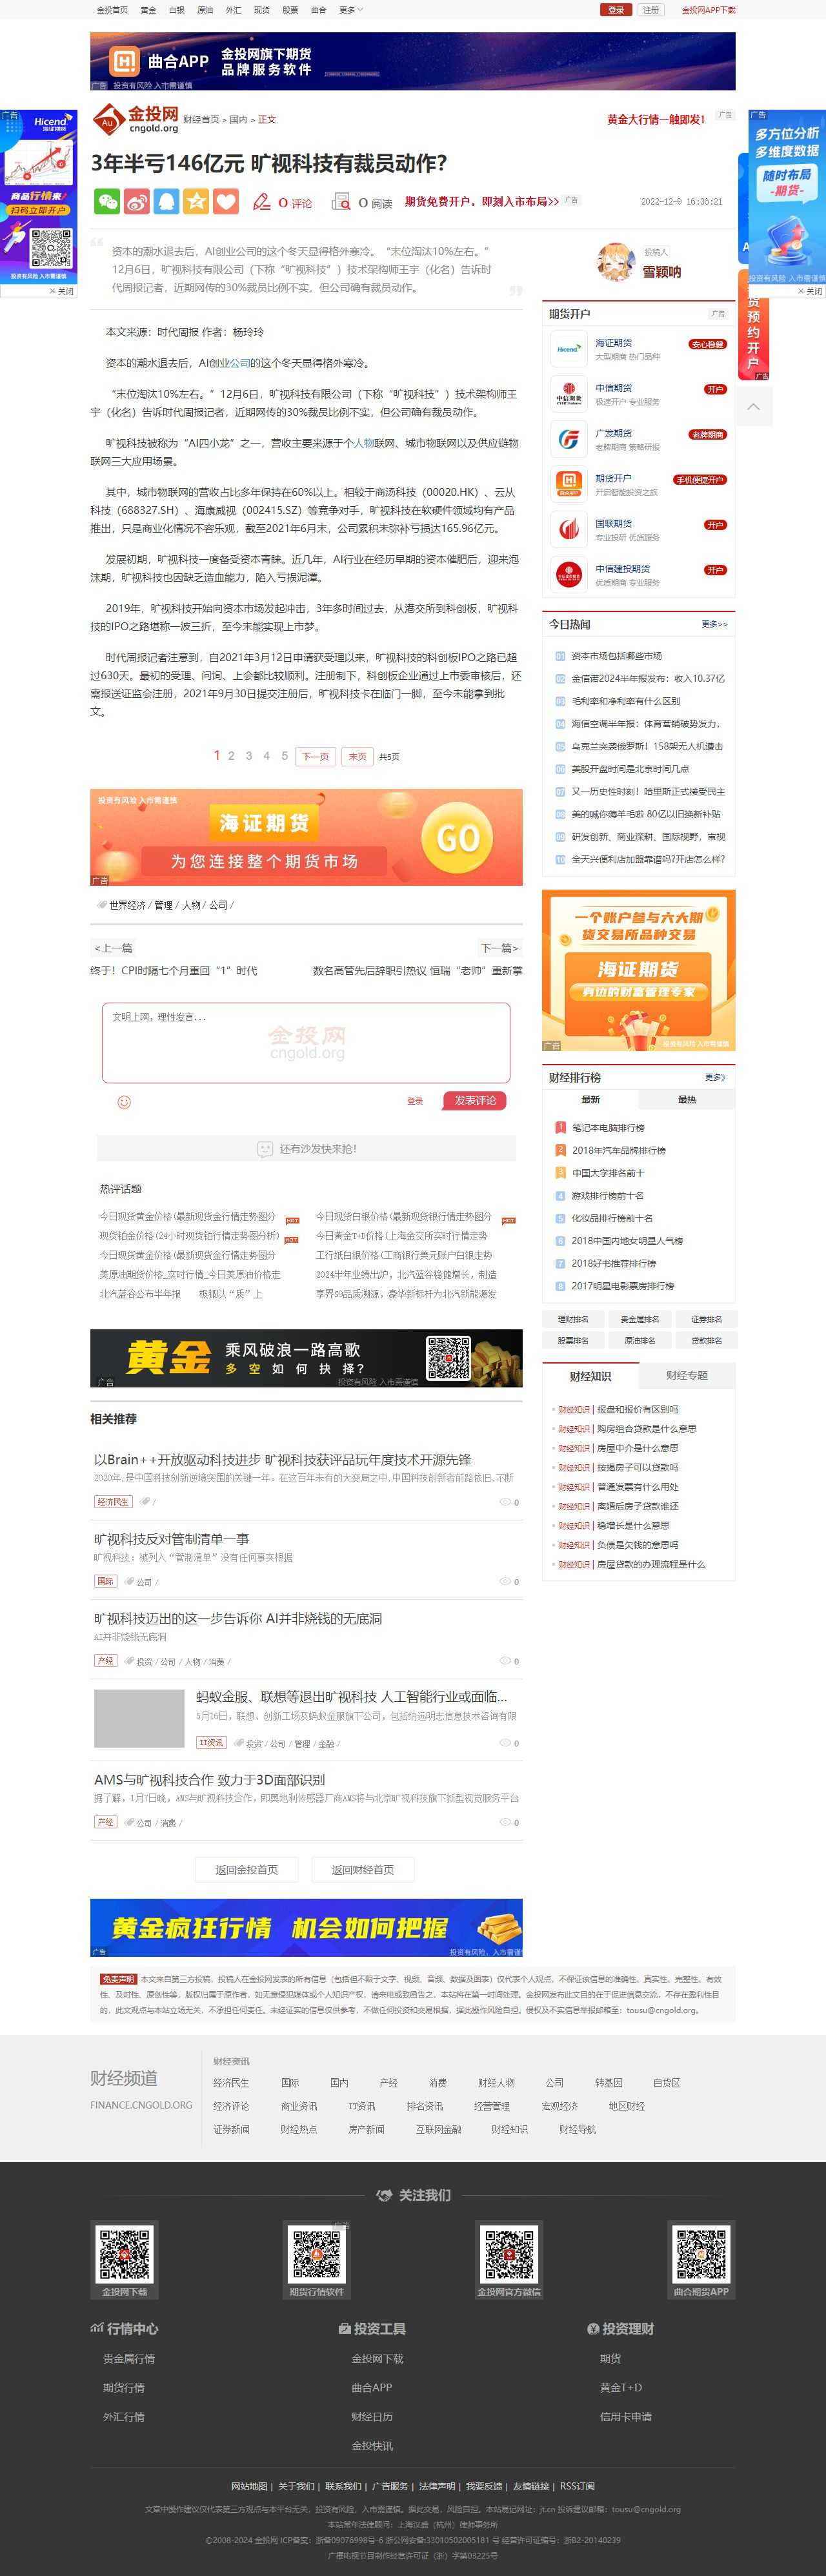 金投首页 黄金 白银 原油 外汇 现货 股票 曲合 更多
登录 注册 金投网APP下载
曲合APP
金投网旗下期货
品牌服务软件
广告 投资有风险 入市需谨慎
金投网
cngold.org
财经首页 > 国内 > 正文
黄金大行情一触即发!
广告
3年半亏146亿元 旷视科技有裁员动作?
0 评论 0 阅读 期货免费开户，即刻入市布局>> 广告
2022-12-9 16:36:21
资本的潮水退去后，AI创业公司的这个冬天显得格外寒冷。“末位淘汰10%左右。”
12月6日，旷视科技有限公司（下称“旷视科技”）技术架构师王宇（化名）告诉时
代周报记者，近期网传的30%裁员比例不实，但公司确有裁员动作。
投稿人
雪颖呐
本文来源：时代周报 作者：杨玲玲
资本的潮水退去后，AI创业公司的这个冬天显得格外寒冷。
“末位淘汰10%左右。”12月6日，旷视科技有限公司（下称“旷视科技”）技术架构师王
宇（化名）告诉时代周报记者，近期网传的30%裁员比例不实，但公司确有裁员动作。
旷视科技被称为“AI四小龙”之一，营收主要来源于个人物联网、城市物联网以及供应链物
联网三大应用场景。
其中，城市物联网的营收占比多年保持在60%以上。相较于商汤科技（00020.HK）、云从
科技（688327.SH）、海康威视（002415.SZ）等竞争对手，旷视科技在软硬件领域均有产品
推出，只是商业化情况不容乐观，截至2021年6月末，公司累积未弥补亏损达165.96亿元。
发展初期，旷视科技一度备受资本青睐。近几年，AI行业在经历早期的资本催肥后，迎来泡
沫期，旷视科技也因缺乏造血能力，陷入亏损泥潭。
2019年，旷视科技开始向资本市场发起冲击，3年多时间过去，从港交所到科创板，旷视科
技的IPO之路堪称一波三折，至今未能实现上市梦。
时代周报记者注意到，自2021年3月12日申请获受理以来，旷视科技的科创板IPO之路已超
过630天。最初的受理、问询、上会都比较顺利。注册制下，科创板企业通过上市委审核后，还
需报送证监会注册，2021年9月30日提交注册后，旷视科技卡在临门一脚，至今未能拿到批
文。
1 2 3 4 5 下一页 末页 共5页
投资有风险 入市需谨慎
海证期货
为您连接整个期货市场
GO
广告
世界经济 / 管理 / 人物 / 公司 /
<上一篇 下一篇>
终于！CPI时隔七个月重回“1”时代 数名高管先后辞职引热议 恒瑞“老帅”重新掌
文明上网，理性发言...
金投网
cngold.org
登录 发表评论
还有沙发快来抢！
热评话题
今日现货黄金价格(最新现货金行情走势图分 HOT
今日现货白银价格(最新现货银行情走势图分 HOT
现货铂金价格(24小时现货铂行情走势图分析) HOT
今日黄金T+D价格(上海金交所实时行情走势
今日现货黄金价格(最新现货金行情走势图分
工行纸白银价格(工商银行美元账户白银走势
美原油期货价格_实时行情_今日美原油价格走
2024半年业绩出炉，北汽蓝谷稳健增长，制造
北汽蓝谷公布半年报 极狐以“质”上
享界S9品质溯源，豪华新标杆为北汽新能源发
黄金 乘风破浪一路高歌
多空如何抉择?
广告 投资有风险 入市需谨慎
相关推荐
以Brain++开放驱动科技进步 旷视科技获评品玩年度技术开源先锋
2020年,是中国科技创新逆境突围的关键一年。在这百年未有的大变局之中,中国科技创新者前路依旧,不断
经济民生 / 0
旷视科技反对管制清单一事
旷视科技：被列入“管制清单”没有任何事实根据
国际 公司 / 0
旷视科技迈出的这一步告诉你 AI并非烧钱的无底洞
AI并非烧钱无底洞
产经 投资 / 公司 / 人物 / 消费 / 0
蚂蚁金服、联想等退出旷视科技 人工智能行业或面临...
5月16日，联想、创新工场及蚂蚁金服旗下公司，包括纳远明志信息技术咨询有限
IT资讯 投资 / 公司 / 管理 / 金融 / 0
AMS与旷视科技合作 致力于3D面部识别
据了解，1月7日晚，AMS与旷视科技合作，即奥地利传感器厂商AMS将与北京旷视科技旗下新型视觉服务平台
产经 公司 / 消费 / 0
返回金投首页 返回财经首页
黄金疯狂行情 机会如何把握
广告 投资有风险，入市需谨慎
期货开户 广告
海证期货 安心稳健
大型期商 热门品种
中信期货 开户
极速开户 专业服务
广发期货 老牌期商
老牌期商 策略研报
期货开户 手机便捷开户
开启智能投资之旅
国联期货 开户
专业投研 优质服务
中信建投期货 开户
优质期商 专业服务
今日热闻 更多>>
01 资本市场包括哪些市场
02 金信诺2024半年报发布：收入10.37亿
03 毛利率和净利率有什么区别
04 海信空调半年报：体育营销破势发力,
05 乌克兰突袭俄罗斯！158架无人机遭击
06 美股开盘时间是北京时间几点
07 又一历史性时刻！哈里斯正式接受民主
08 美的喊你薅羊毛啦 80亿以旧换新补贴
09 研发创新、商业深耕、国际视野，审视
10 全天兴便利店加盟靠谱吗?开店怎么样?
一个账户参与六大期
货交易所品种交易
海证期货
身边的财富管理专家
广告 投资有风险 入市需谨慎
财经排行榜 更多》
最新 最热
1 笔记本电脑排行榜
2 2018年汽车品牌排行榜
3 中国大学排名前十
4 游戏排行榜前十名
5 化妆品排行榜前十名
6 2018中国内地女明星人气榜
7 2018好书推荐排行榜
8 2017明星电影票房排行榜
理财排名 贵金属排名 证券排名
股票排名 原油排名 贷款排名
财经知识 财经专题
财经知识 | 报盘和报价有区别吗
财经知识 | 购房组合贷款是什么意思
财经知识 | 房屋中介是什么意思
财经知识 | 按揭房子可以贷款吗
财经知识 | 普通发票有什么用处
财经知识 | 离婚后房子贷款谁还
财经知识 | 稳增长是什么意思
财经知识 | 负债是欠钱的意思吗
财经知识 | 房屋贷款的办理流程是什么
广告
Hicend 海证期货
商品行情来了
扫码立即开户
投资有风险 入市需谨慎
× 关闭
广告
多方位分析
多维度数据
随时布局
-期货-
投资有风险 入市需谨慎
× 关闭
货预约开户
广告
免责声明 本文来自第三方投稿，投稿人在金投网发表的所有信息（包括但不限于文字、视频、音频、数据及图表）仅代表个人观点，不保证该信息的准确性、真实性、完整性、有效
性、及时性、原创性等，版权归属于原作者，如无意侵犯媒体或个人知识产权，请来电或致函告之，本站将在第一时间处理。金投网发布此文目的在于促进信息交流，不存在盈利性目
的，此文观点与本站立场无关，不承担任何责任。未经证实的信息仅供参考，不做任何投资和交易根据，据此操作风险自担。侵权及不实信息举报邮箱至：tousu@cngold.org。
财经频道
FINANCE.CNGOLD.ORG
财经资讯
经济民生 国际 国内 产经 消费 财经人物 公司 转基因 自贸区
经济评论 商业资讯 IT资讯 排名资讯 经营管理 宏观经济 地区财经
证券新闻 财经热点 房产新闻 互联网金融 财经知识 财经导航
关注我们
广告
金投网下载 期货行情软件 金投网官方微信 曲合期货APP
行情中心 投资工具 投资理财
贵金属行情 金投网下载 期货
期货行情 曲合APP 黄金T+D
外汇行情 财经日历 信用卡申请
金投快讯
网站地图 | 关于我们 | 联系我们 | 广告服务 | 法律声明 | 我要反馈 | 友情链接 | RSS订阅
文章中操作建议仅代表第三方观点与本平台无关，投资有风险，入市需谨慎。据此交易，风险自担。本站易记网址：jt.cn 投诉建议邮箱：tousu@cngold.org
本站常年法律顾问：上海汉盛（杭州）律师事务所
©2008-2024 金投网 ICP备案：浙备09076998号-6 浙公网安备:33010502005181 号 经营许可证编号：浙B2-20140239
广播电视节目制作经营许可证（浙）字第03225号